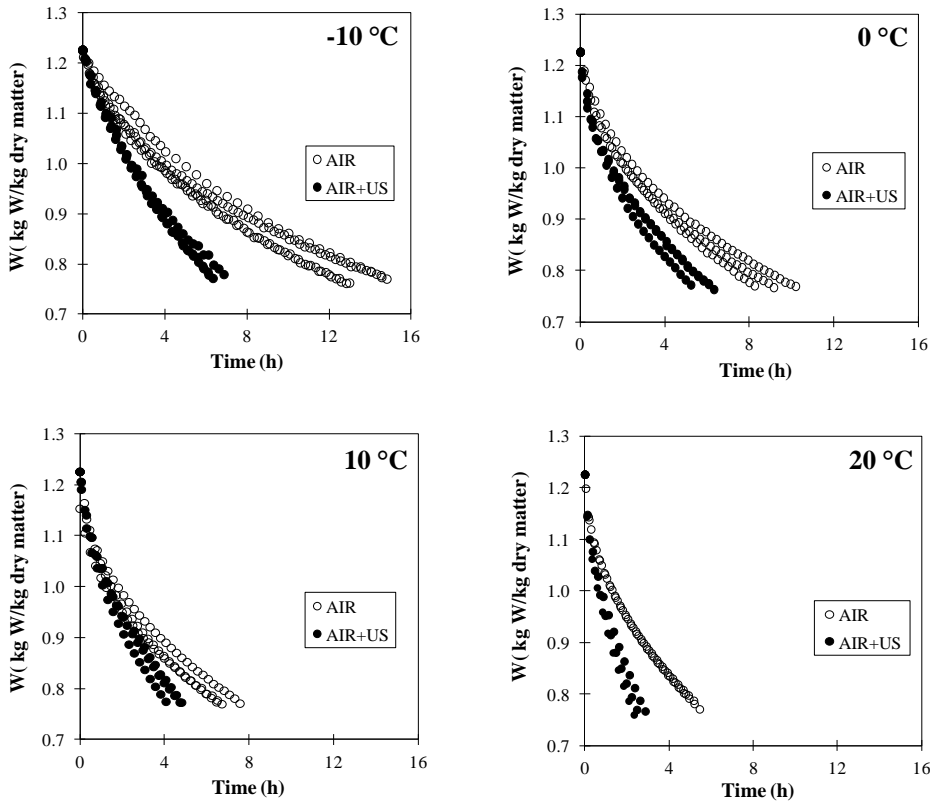 -10 °C
1.3
1.2
1.1
1.0
0.9
0.8
0.7
W( kg W/kg dry matter)
AIR
AIR+US
0 4 8 12 16
Time (h)
0 °C
1.3
1.2
1.1
1.0
0.9
0.8
0.7
W( kg W/kg dry matter)
AIR
AIR+US
0 4 8 12 16
Time (h)
10 °C
1.3
1.2
1.1
1.0
0.9
0.8
0.7
W( kg W/kg dry matter)
AIR
AIR+US
0 4 8 12 16
Time (h)
20 °C
1.3
1.2
1.1
1.0
0.9
0.8
0.7
W( kg W/kg dry matter)
AIR
AIR+US
0 4 8 12 16
Time (h)